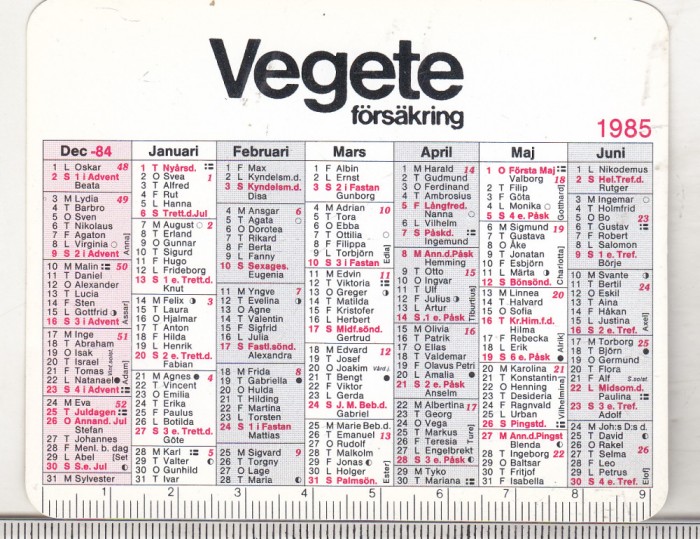 Vegete
försäkring
1985
Dec -84
1 L Oskar 48
2 S 1 i Advent
Beata
3 M Lydia 49
4 T Barbro
5 O Sven
6 T Nikolaus
7 F Agaton
8 L Virginia
9 S 2 i Advent
Anna]
10 M Malin 50
11 T Daniel
12 O Alexander
13 T Lucia
14 F Sten
15 L Gottfrid
16 S 3 i Advent
Assar]
17 M Inge 51
18 T Abraham
19 O Isak
20 T Israel
21 F Tomas
22 L Natanael
23 S 4 i Advent
Adam]
24 M Eva 52
25 T Juldagen
26 O Annand. Jul
Stefan
27 T Johannes
28 F Menl. b. dag
29 L Abel [Set
30 S S.e. Jul
31 M Sylvester
Januari
1 T Nyårsd.
2 O Svea 1
3 T Alfred
4 F Rut
5 L Hanna
6 S Trett.d.Jul
7 M August 2
8 T Erland
9 O Gunnar
10 T Sigurd
11 F Hugo
12 L Frideborg
13 S 1 e. Trett.d.
Knut
14 M Felix 3
15 T Laura
16 O Hjalmar
17 T Anton
18 F Hilda
19 L Henrik
20 S 2 e. Trett.d.
Fabian
21 M Agnes 4
22 T Vincent
23 O Emilia
24 T Erika
25 F Paulus
26 L Botilda
27 S 3 e. Trett.d.
Göte
28 M Karl 5
29 T Valter
30 O Gunhild
31 T Ivar
Februari
1 F Max
2 L Kyndelsm.d.
3 S Kyndelsm.d.
Disa
4 M Ansgar 6
5 T Agata
6 O Dorotea
7 T Rikard
8 F Berta
9 L Fanny
10 S Sexages.
Eugenia
11 M Yngve 7
12 T Evelina
13 O Agne
14 T Valentin
15 F Sigfrid
16 L Julia
17 S Fastl.sönd.
Alexandra
18 M Frida 8
19 T Gabriella
20 O Hulda
21 T Hilding
22 F Martina
23 L Torsten
24 S 1 i Fastan
Mattias
25 M Sigvard 9
26 T Torgny
27 O Lage
28 T Maria
Mars
1 F Albin
2 L Ernst
3 S 2 i Fastan
Gunborg
4 M Adrian 10
5 T Tora
6 O Ebba
7 T Ottilia
8 F Filippa
9 L Torbjörn
10 S 3 i Fastan
Edla]
11 M Edvin 11
12 T Viktoria
13 O Greger
14 T Matilda
15 F Kristofer
16 L Herbert
17 S Midf.sönd.
Gertrud
18 M Edvard 12
19 T Josef
20 O Joakim
21 T Bengt
22 F Viktor
23 L Gerda
24 S J. M. Beb.d.
Gabriel
25 M Marie Beb.d.
26 T Emanuel 13
27 O Rudolf
28 T Malkolm
29 F Jonas
30 L Holger
31 S Palmsön.
Ester]
April
1 M Harald 14
2 T Gudmund
3 O Ferdinand
4 T Ambrosius
5 F Långfred.
Nanna
6 L Vilhelm
7 S Påskd.
Ingemund
8 M Ann.d.Påsk
Hemming
9 T Otto 15
10 O Ingvar
11 T Ulf
12 F Julius
13 L Artur
14 S 1 e. Påsk
Tiburtius]
15 M Olivia 16
16 T Patrik
17 O Elias
18 T Valdemar
19 F Olavus Petri
20 L Amalia
21 S 2 e. Påsk
Anselm
22 M Albertina 17
23 T Georg
24 O Vega
25 T Markus
26 F Teresia
27 L Engelbrekt
28 S 3 e. Påsk
Ture]
29 M Tyko
30 T Mariana
Maj
1 O Första Maj
Valborg 18
2 T Filip
3 F Göta
4 L Monika
5 S 4 e. Påsk
Gotthard]
6 M Sigmund
7 T Gustava 19
8 O Åke
9 T Jonatan
10 F Esbjörn
11 L Märta
12 S Bönsönd.
Charlotta]
13 M Linnea 20
14 T Halvard
15 O Sofia
16 T Kr.Him.f.d.
Hilma
17 F Rebecka
18 L Erik
19 S 6 e. Påsk
Alrik]
20 M Karolina 21
21 T Konstantin
22 O Henning
23 T Desideria
24 F Ragnvald
25 L Urban
26 S Pingstd.
Vilhelmina]
27 M Ann.d.Pingst
Blenda
28 T Ingeborg 22
29 O Baltsar
30 T Fritjof
31 F Isabella
Juni
1 L Nikodemus
2 S Hel.Tref.d.
Rutger
3 M Ingemar
4 T Holmfrid
5 O Bo 23
6 T Gustav
7 F Robert
8 L Salomon
9 S 1 e. Tref.
Börje
10 M Svante
11 T Bertil 24
12 O Eskil
13 T Aina
14 F Håkan
15 L Justina
16 S 2 e. Tref.
Axel]
17 M Torborg 25
18 T Björn
19 O Germund
20 T Flora
21 F Alf
22 L Midsom.d.
Paulina
23 S 3 e. Tref.
Adolf
24 M Joh:s D:s d.
25 T David
26 O Rakel
27 T Selma 26
28 F Leo
29 L Petrus
30 S 4 e. Tref.
Elof]
1 2 3 4 5 6 7 8 9